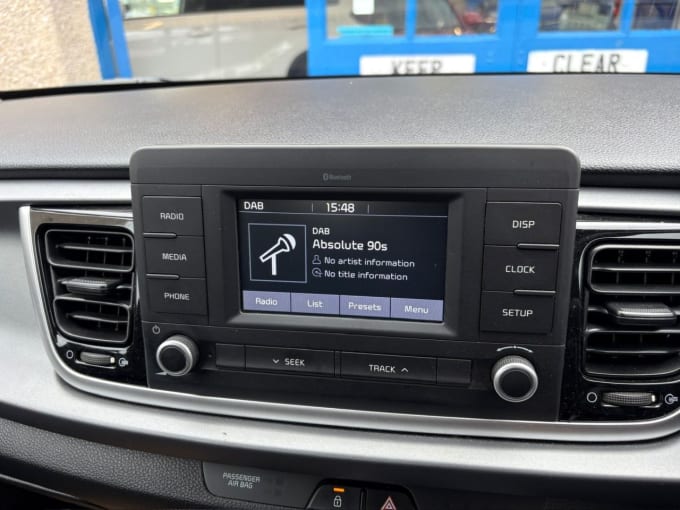 KEEP
CLEAR
Bluetooth
RADIO
MEDIA
PHONE
DAB 15:48
DAB
Absolute 90s
No artist information
No title information
Radio List Presets Menu
DISP
CLOCK
SETUP
SEEK
TRACK
PASSENGER
AIR BAG